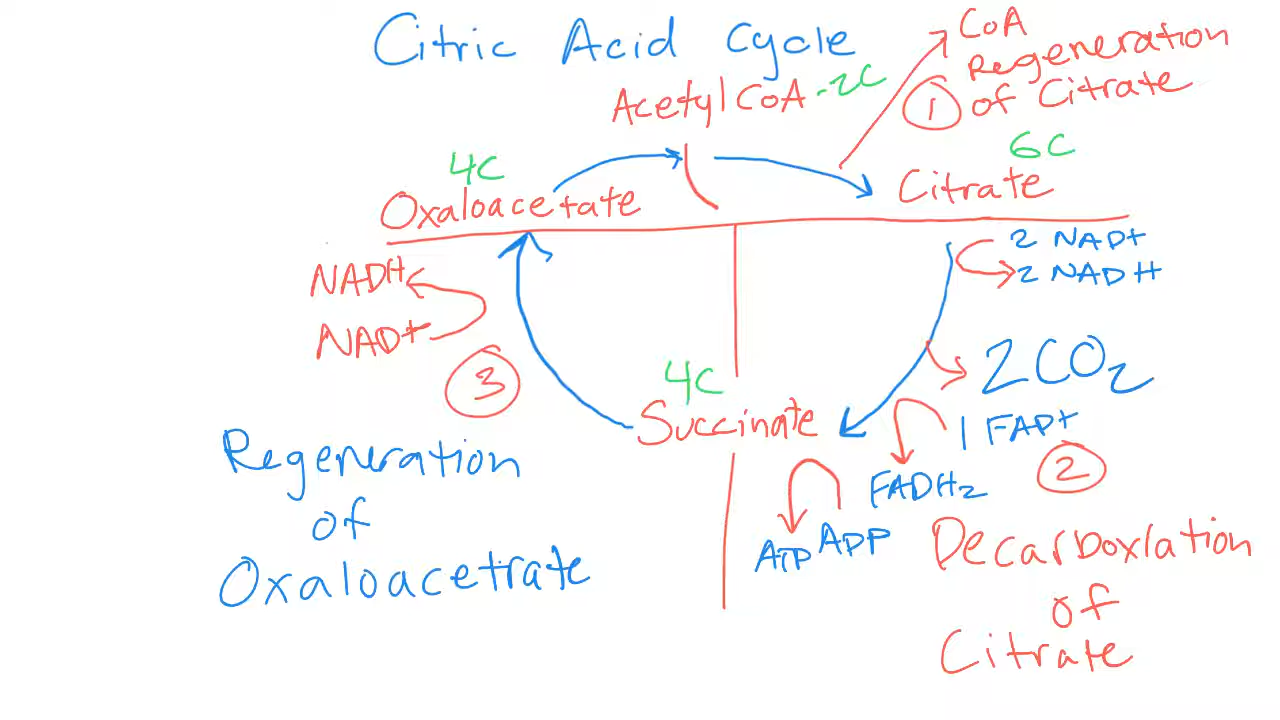 Citric Acid Cycle
CoA
Regeneration
of Citrate
1
Acetyl CoA - 2C
4C
6C
Oxaloacetate
Citrate
2 NAD+
2 NADH
NADH
NAD+
2CO2
3
4C
Succinate
1 FAD+
2
FADH2
ATP ADP
Regeneration
of
Oxaloacetrate
Decarboxlation
of
Citrate